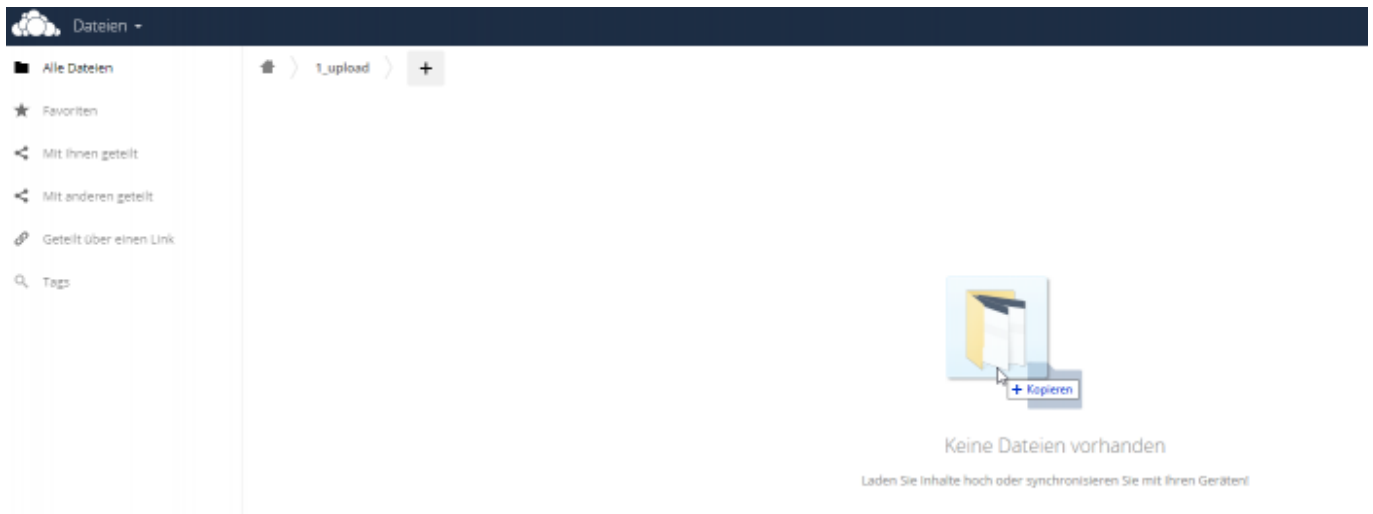 Dateien
Alle Dateien
1_upload
+
Favoriten
Mit Ihnen geteilt
Mit anderen geteilt
Geteilt über einen Link
Tags
+ Kopieren
Keine Dateien vorhanden
Laden Sie Inhalte hoch oder synchronisieren Sie mit Ihren Geräten!